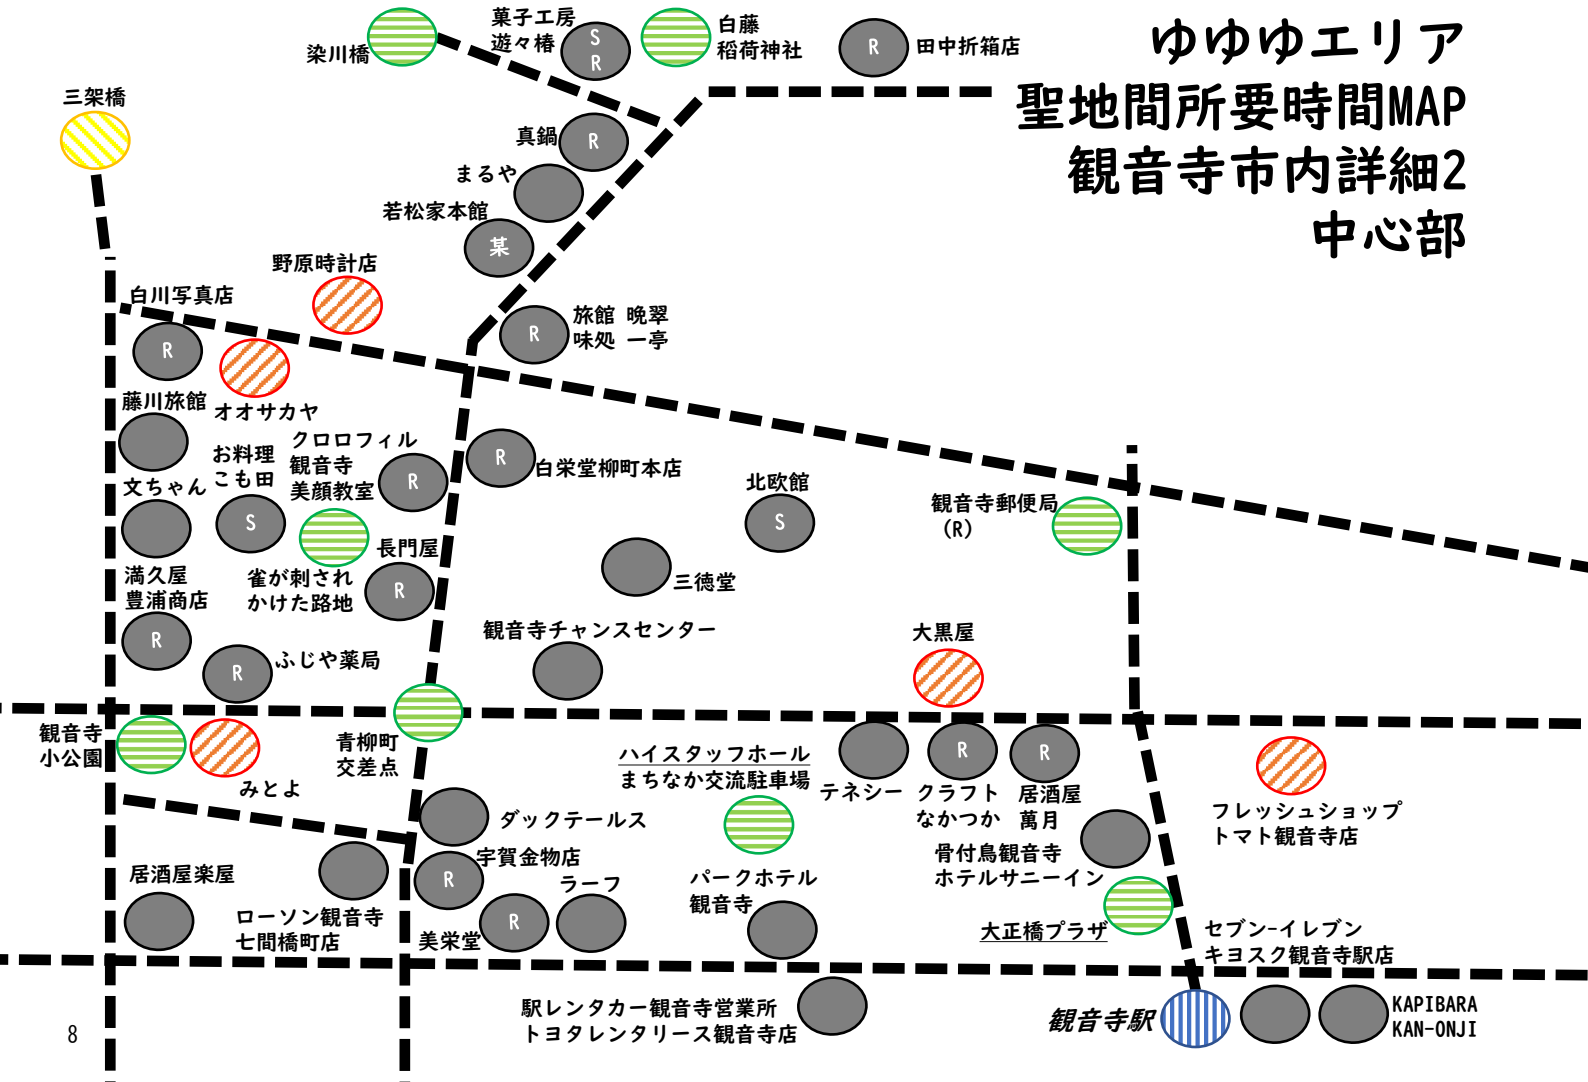 ゆゆゆエリア
聖地間所要時間MAP
観音寺市内詳細2
中心部
染川橋
菓子工房
遊々椿
S
R
白藤
稲荷神社
R
田中折箱店
三架橋
真鍋
R
まるや
若松家本館
某
野原時計店
白川写真店
R
旅館 晩翠
味処 一亭
R
藤川旅館
オオサカヤ
お料理
こも田
S
クロロフィル
観音寺
美顔教室
R
R
白栄堂柳町本店
文ちゃん
北欧館
S
観音寺郵便局
(R)
雀が刺され
かけた路地
長門屋
R
満久屋
豊浦商店
R
三徳堂
ふじや薬局
R
観音寺チャンスセンター
大黒屋
観音寺
小公園
みとよ
青柳町
交差点
ハイスタッフホール
まちなか交流駐車場
テネシー
R
クラフト
なかつか
R
居酒屋
萬月
フレッシュショップ
トマト観音寺店
ダックテールス
宇賀金物店
R
骨付鳥観音寺
ホテルサニーイン
居酒屋楽屋
ローソン観音寺
七間橋町店
美栄堂
R
ラーフ
パークホテル
観音寺
大正橋プラザ
セブン-イレブン
キヨスク観音寺駅店
駅レンタカー観音寺営業所
トヨタレンタリース観音寺店
観音寺駅
KAPIBARA
KAN-ONJI
8